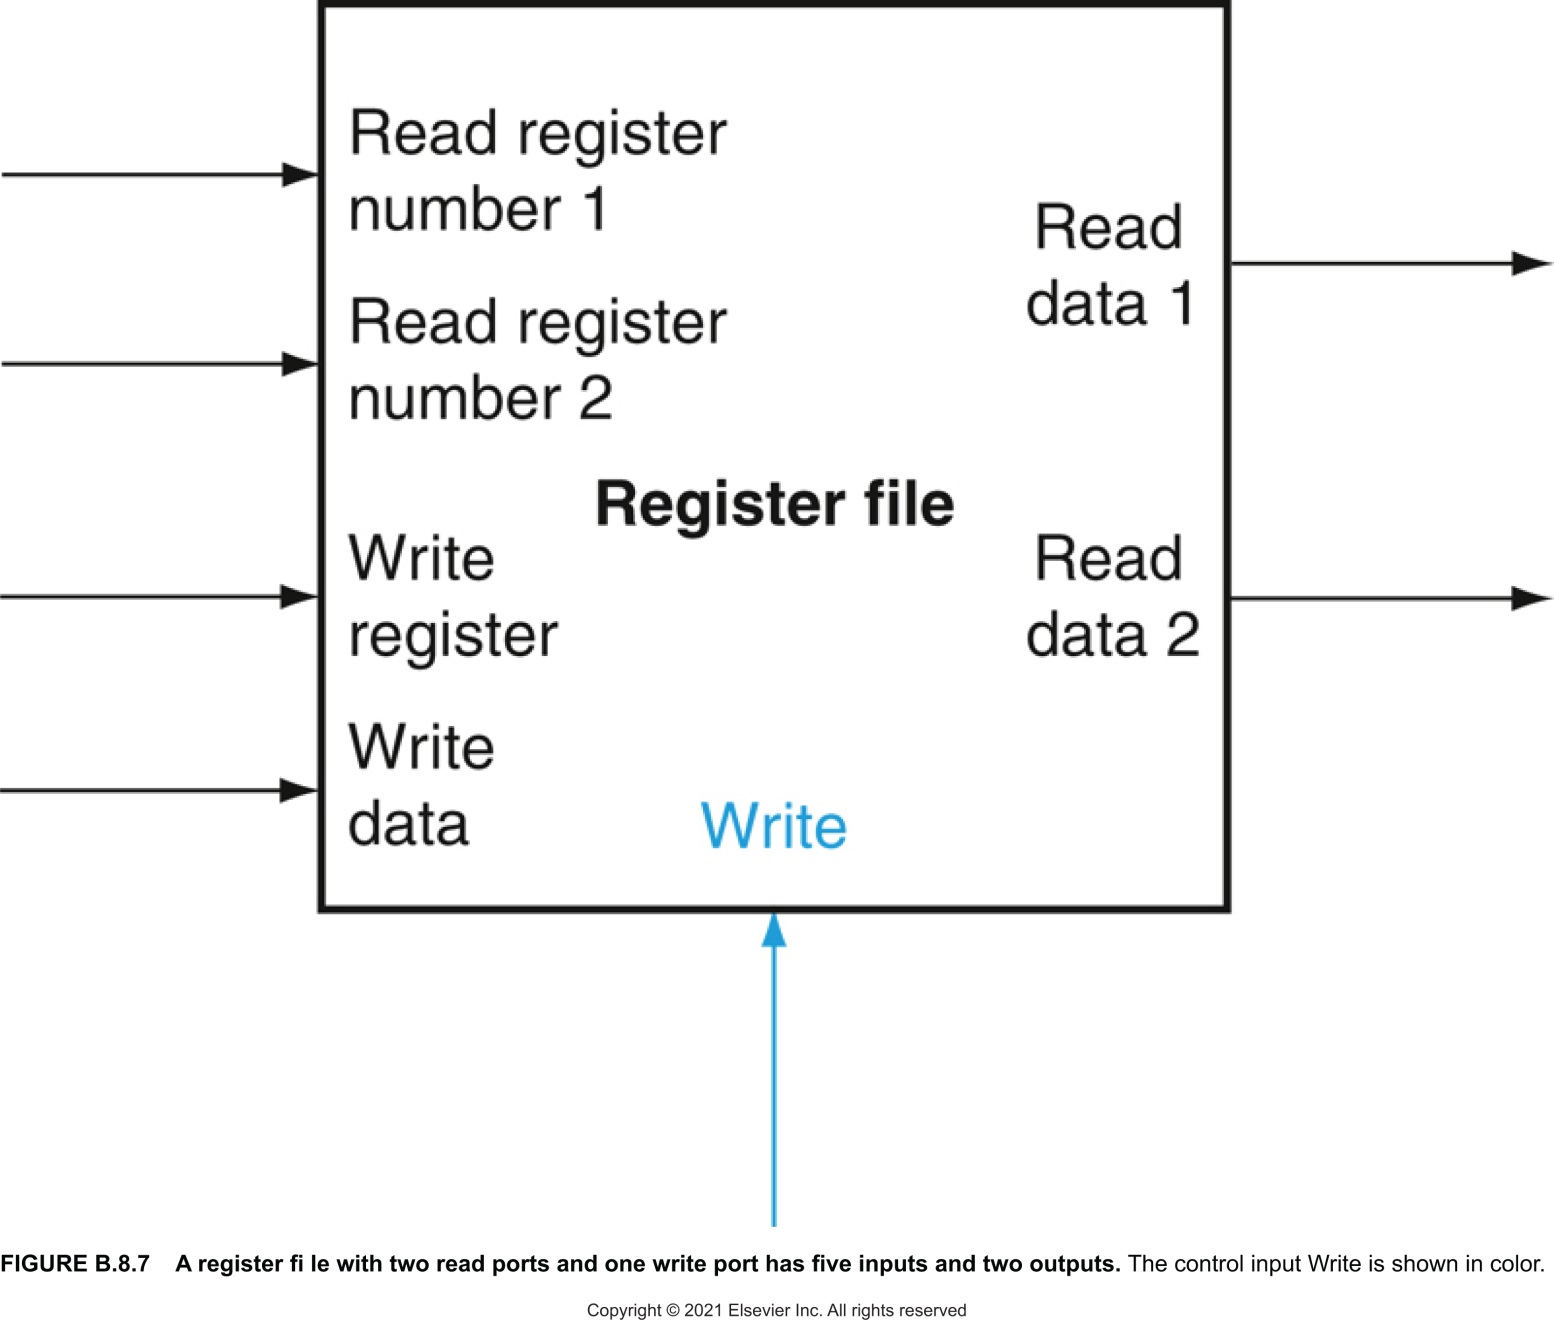 Read register
number 1
Read
data 1
Read register
number 2
Register file
Write
register
Read
data 2
Write
data
Write
FIGURE B.8.7 A register fi le with two read ports and one write port has five inputs and two outputs. The control input Write is shown in color.
Copyright © 2021 Elsevier Inc. All rights reserved